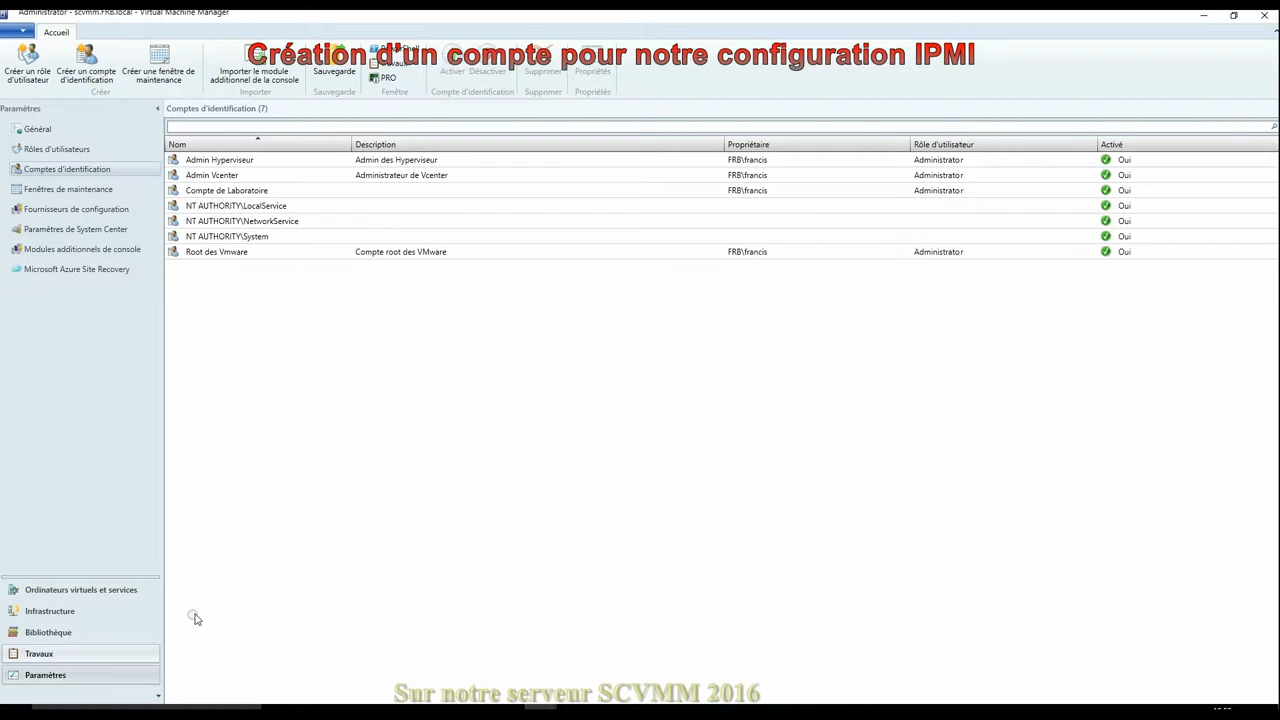 Administrator - scvmm.FRB.local - Virtual Machine Manager
Accueil
Création d'un compte pour notre configuration IPMI
Créer un rôle d'utilisateur
Créer un compte d'identification
Créer une fenêtre de maintenance
Importer le module additionnel de la console
Sauvegarde
PRO
Activer
Désactiver
Supprimer
Propriétés
Créer
Importer
Sauvegarde
Fenêtre
Compte d'identification
Supprimer
Propriétés
Paramètres
Général
Rôles d'utilisateurs
Comptes d'identification
Fenêtres de maintenance
Fournisseurs de configuration
Paramètres de System Center
Modules additionnels de console
Microsoft Azure Site Recovery
Comptes d'identification (7)
Nom Description Propriétaire Rôle d'utilisateur Activé
Admin Hyperviseur Admin des Hyperviseur FRB\francis Administrator Oui
Admin Vcenter Administrateur de Vcenter FRB\francis Administrator Oui
Compte de Laboratoire FRB\francis Administrator Oui
NT AUTHORITY\LocalService Oui
NT AUTHORITY\NetworkService Oui
NT AUTHORITY\System Oui
Root des Vmware Compte root des VMware FRB\francis Administrator Oui
Ordinateurs virtuels et services
Infrastructure
Bibliothèque
Travaux
Paramètres
Sur notre serveur SCVMM 2016